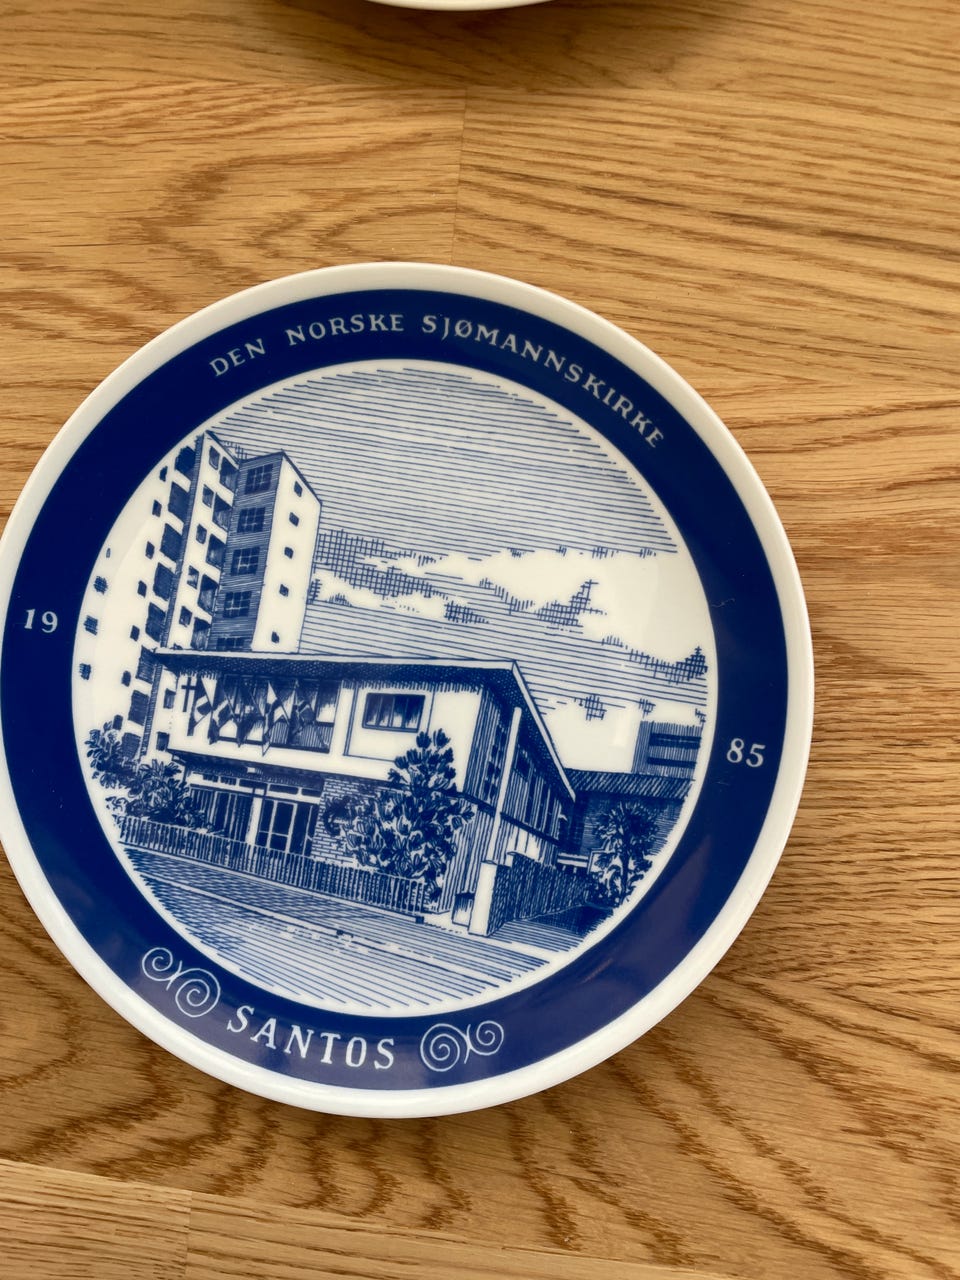 DEN NORSKE SJØMANNSKIRKE
19 85
SANTOS